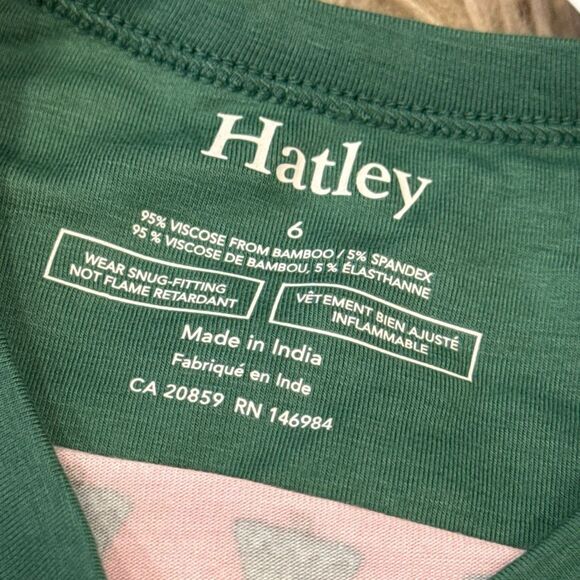 Hatley
6
95% VISCOSE FROM BAMBOO / 5% SPANDEX
95 % VISCOSE DE BAMBOU, 5 % ÉLASTHANNE
WEAR SNUG-FITTING
NOT FLAME RETARDANT
VÊTEMENT BIEN AJUSTÉ
INFLAMMABLE
Made in India
Fabriqué en Inde
CA 20859 RN 146984